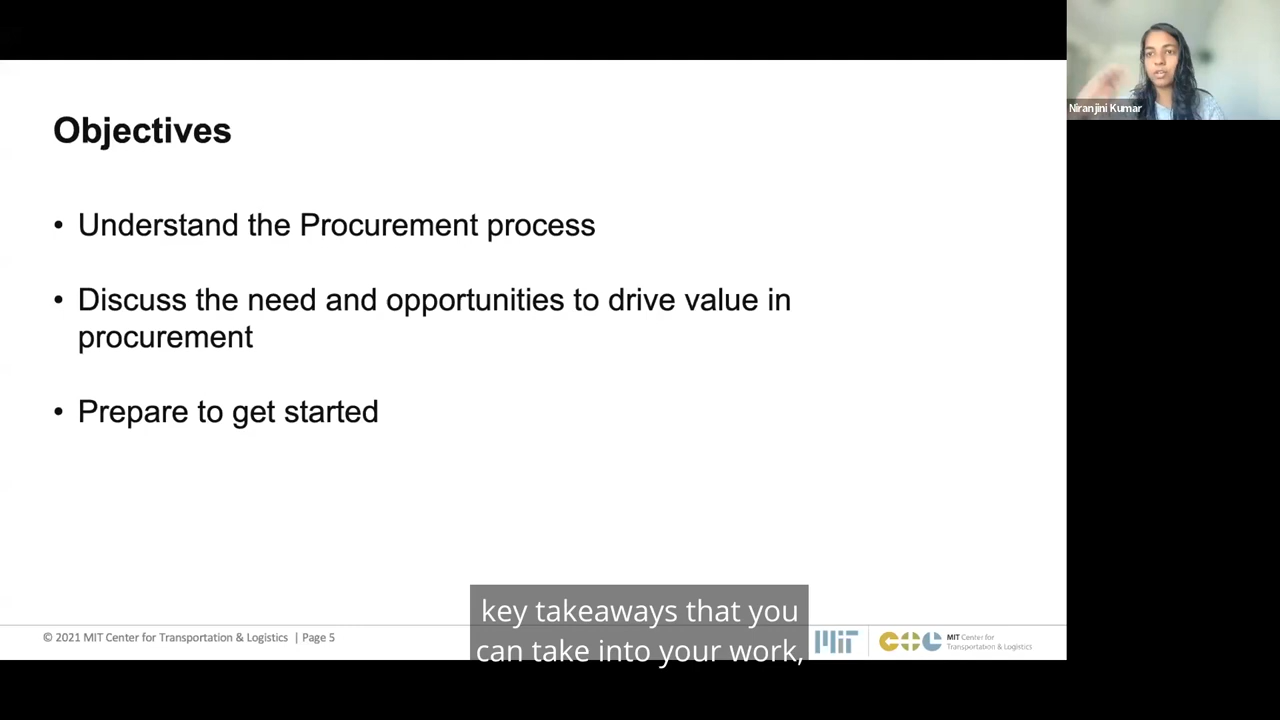 Niranjini Kumar
Objectives
• Understand the Procurement process
• Discuss the need and opportunities to drive value in
procurement
• Prepare to get started
key takeaways that you
can take into your work,
© 2021 MIT Center for Transportation & Logistics | Page 5
MIT
CTL
MIT Center for
Transportation & Logistics